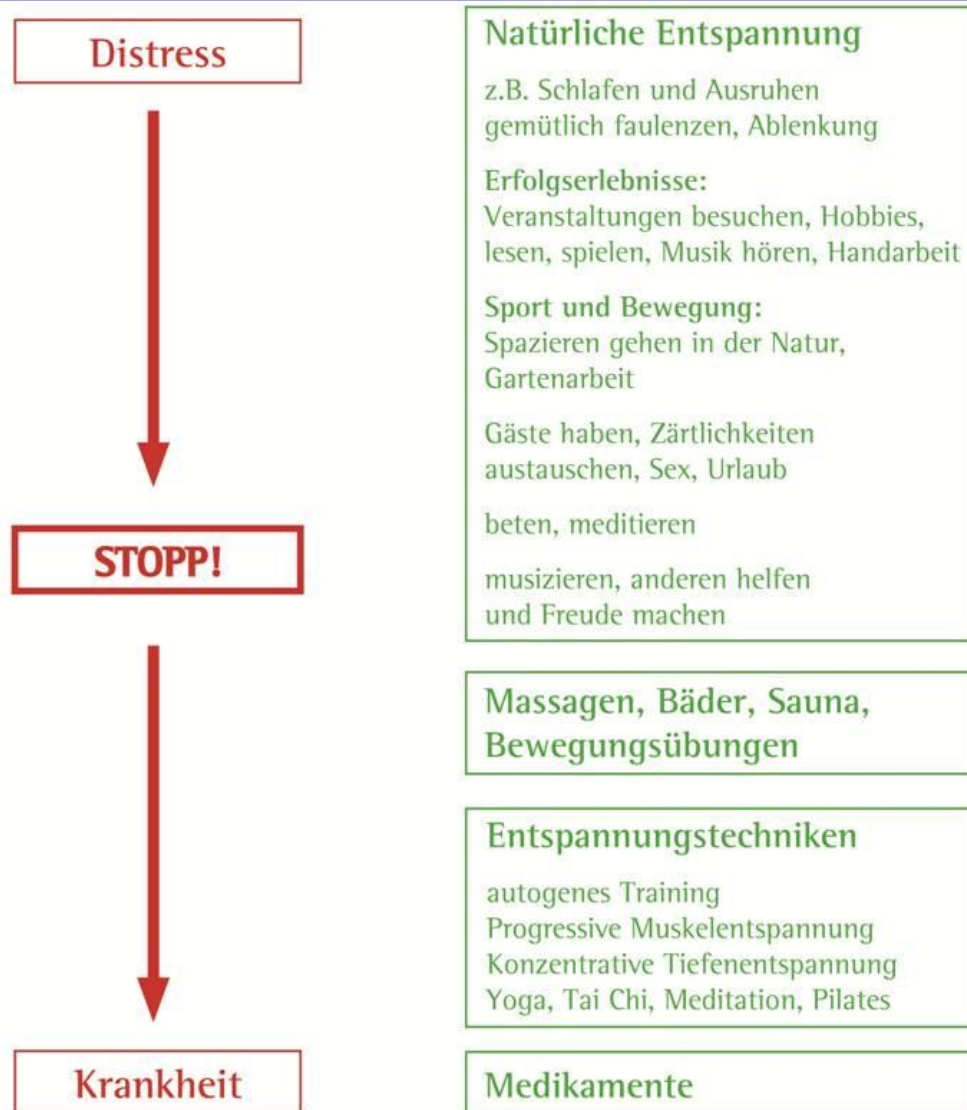 Distress
STOPP!
Krankheit
Natürliche Entspannung
z.B. Schlafen und Ausruhen
gemütlich faulenzen, Ablenkung
Erfolgserlebnisse:
Veranstaltungen besuchen, Hobbies,
lesen, spielen, Musik hören, Handarbeit
Sport und Bewegung:
Spazieren gehen in der Natur,
Gartenarbeit
Gäste haben, Zärtlichkeiten
austauschen, Sex, Urlaub
beten, meditieren
musizieren, anderen helfen
und Freude machen
Massagen, Bäder, Sauna,
Bewegungsübungen
Entspannungstechniken
autogenes Training
Progressive Muskelentspannung
Konzentrative Tiefenentspannung
Yoga, Tai Chi, Meditation, Pilates
Medikamente